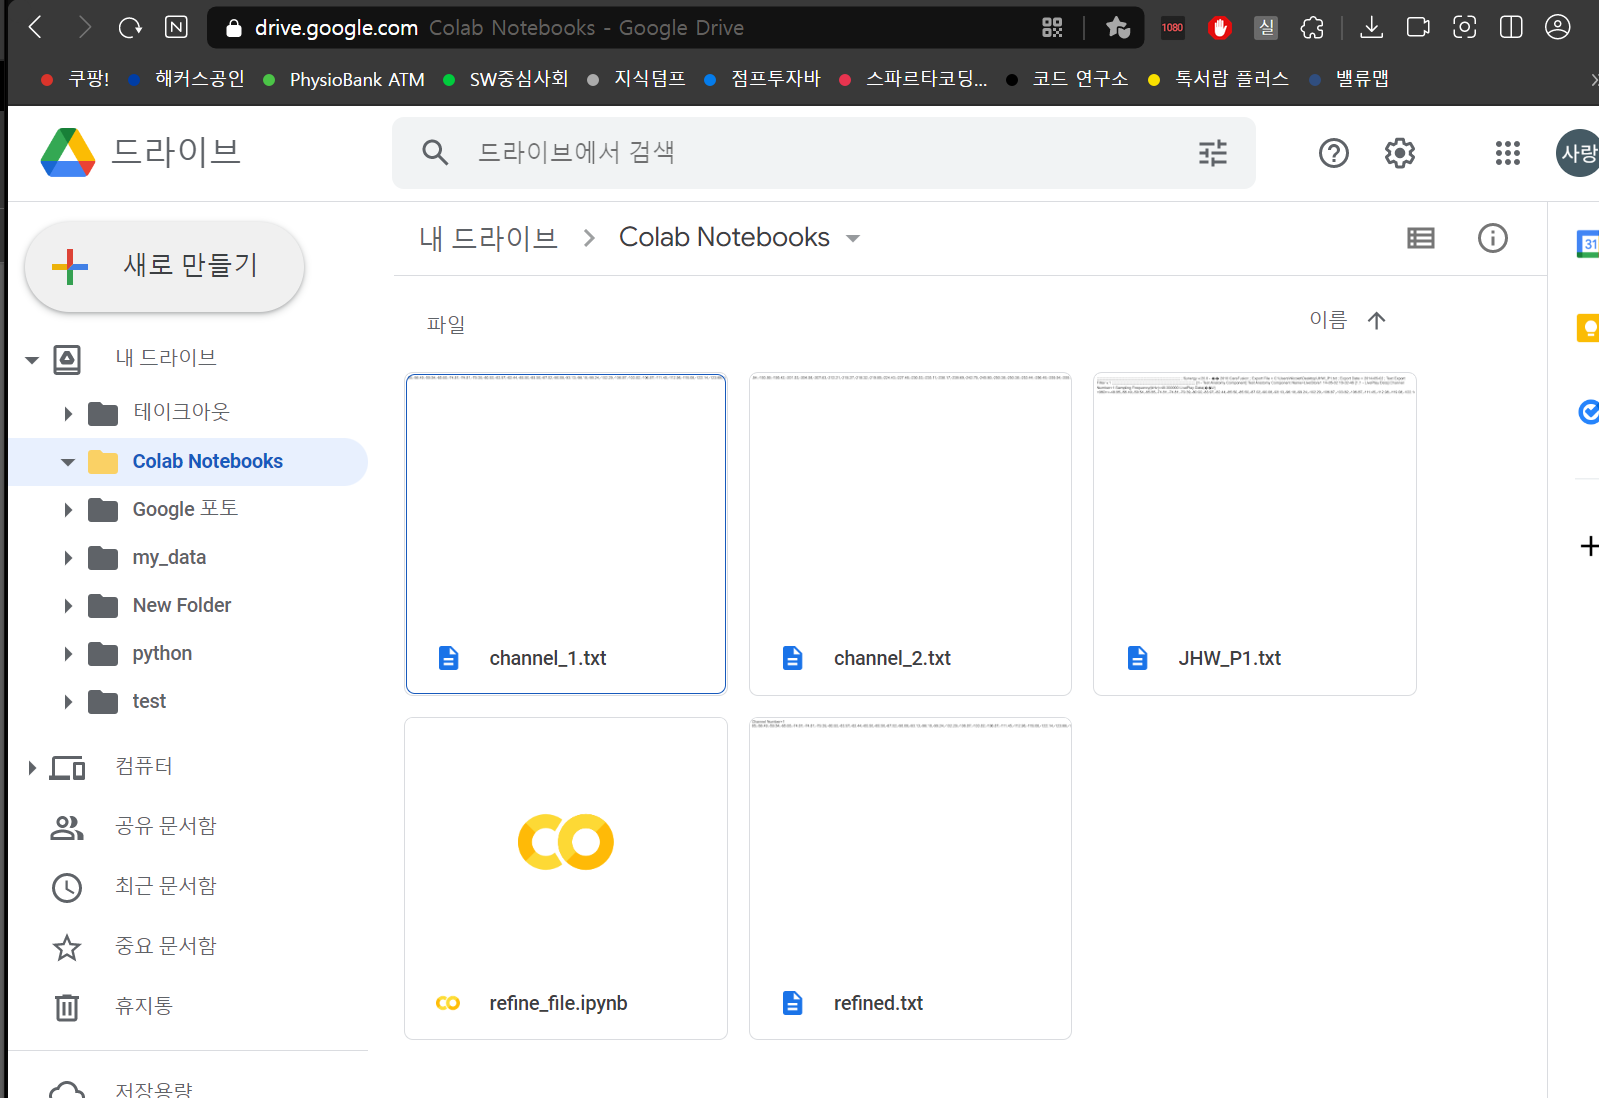 drive.google.com Colab Notebooks - Google Drive
1080
실
쿠팡! 해커스공인 PhysioBank ATM SW중심사회 지식덤프 점프투자바 스파르타코딩... 코드 연구소 톡서랍 플러스 밸류맵
드라이브
드라이브에서 검색
사랑
새로 만들기
내 드라이브
테이크아웃
Colab Notebooks
Google 포토
my_data
New Folder
python
test
컴퓨터
공유 문서함
최근 문서함
중요 문서함
휴지통
저장용량
내 드라이브 > Colab Notebooks
파일
이름
channel_1.txt
channel_2.txt
JHW_P1.txt
refine_file.ipynb
refined.txt
31